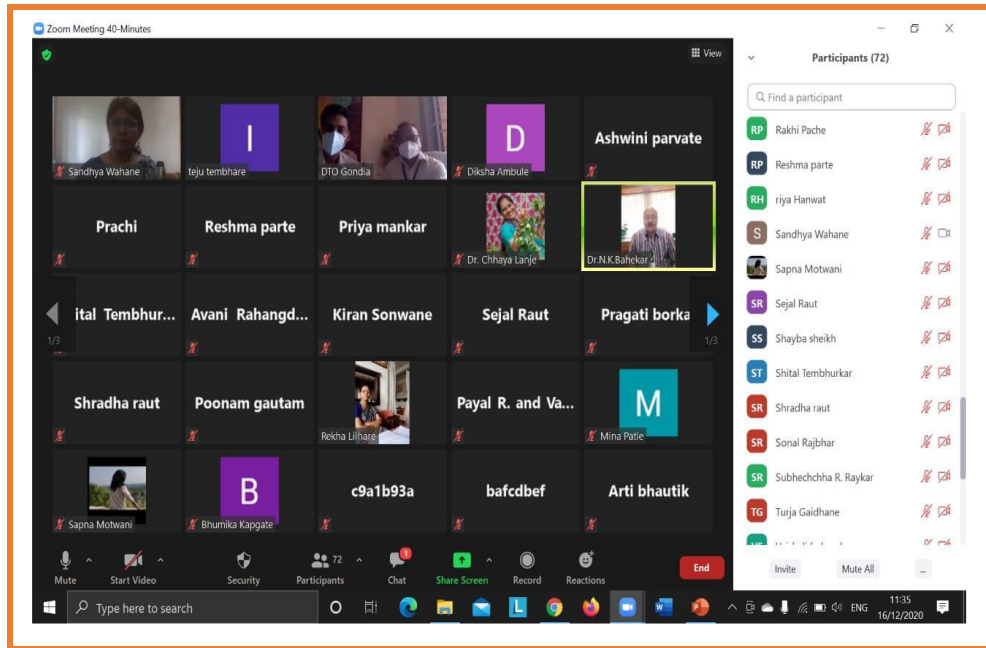 Zoom Meeting 40-Minutes
View
Participants (72)
Find a participant
Sandhya Wahane
I
teju tembhare
DTO Gondia
D
Diksha Ambule
Ashwini parvate
Prachi
Reshma parte
Priya mankar
Dr. Chhaya Lanje
Dr.N.K.Bahekar
ital Tembhur...
Avani Rahangd...
Kiran Sonwane
Sejal Raut
Pragati borka
1/3
1/3
Shradha raut
Poonam gautam
Rekha Lilhare
Payal R. and Va...
M
Mina Patle
Sapna Motwani
B
Bhumika Kapgate
c9a1b93a
bafcdbef
Arti bhautik
RP Rakhi Pache
RP Reshma parte
RH riya Hanwat
S Sandhya Wahane
Sapna Motwani
SR Sejal Raut
SS Shayba sheikh
ST Shital Tembhurkar
SR Shradha raut
SR Sonal Rajbhar
SR Subhechchha R. Raykar
TG Turja Gaidhane
Invite Mute All ...
Mute
Start Video
Security
72
Participants
1
Chat
Share Screen
Record
Reactions
End
Type here to search
L
ENG
11:35
16/12/2020